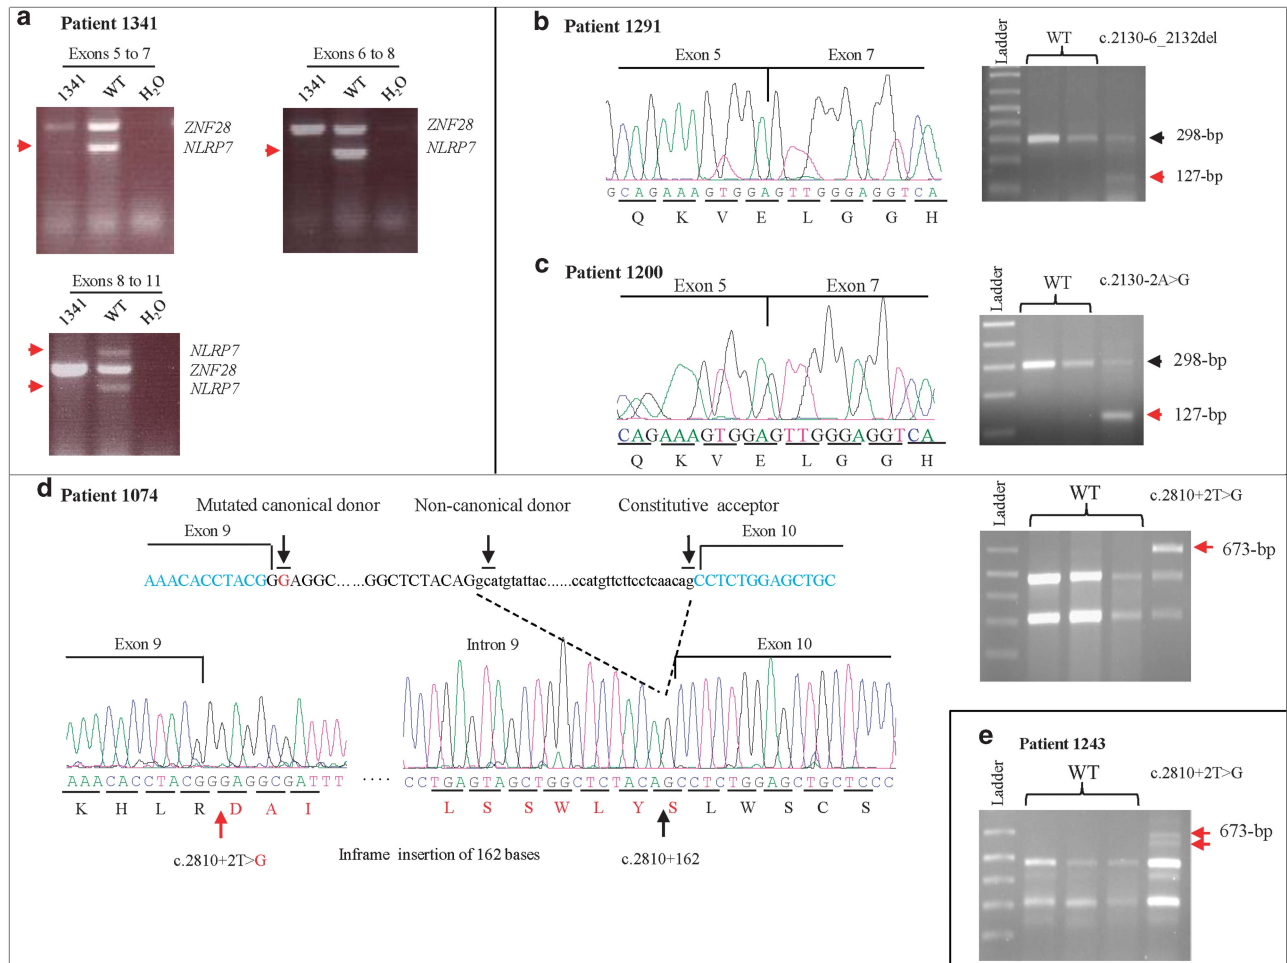 a Patient 1341
Exons 5 to 7
1341 WT H2O
ZNF28
NLRP7
Exons 6 to 8
1341 WT H2O
ZNF28
NLRP7
Exons 8 to 11
1341 WT H2O
NLRP7
ZNF28
NLRP7
b Patient 1291
Exon 5 Exon 7
G C A G A A A G T G G A G T T G G G A G G T C A
Q K V E L G G H
Ladder WT c.2130-6_2132del
298-bp
127-bp
c Patient 1200
Exon 5 Exon 7
CAGAAAGTGGAGTTGGGAGGTCA
Q K V E L G G H
Ladder WT c.2130-2A>G
298-bp
127-bp
d Patient 1074
Mutated canonical donor Non-canonical donor Constitutive acceptor
Exon 9 Exon 10
AAACACCTACGGGAGGC......GGCTCTACAGgcatgtattac......ccatgttcttcctcaacagCCTCTGGAGCTGC
Exon 9 Intron 9 Exon 10
AAACACCTACGGGAGGCGATTT .... CCTGAGTAGCTGGCTCTACAGCCTCTGGAGCTGCTCCC
K H L R D A I L S S W L Y S L W S C S
c.2810+2T>G Inframe insertion of 162 bases c.2810+162
Ladder WT c.2810+2T>G
673-bp
e Patient 1243
Ladder WT c.2810+2T>G
673-bp